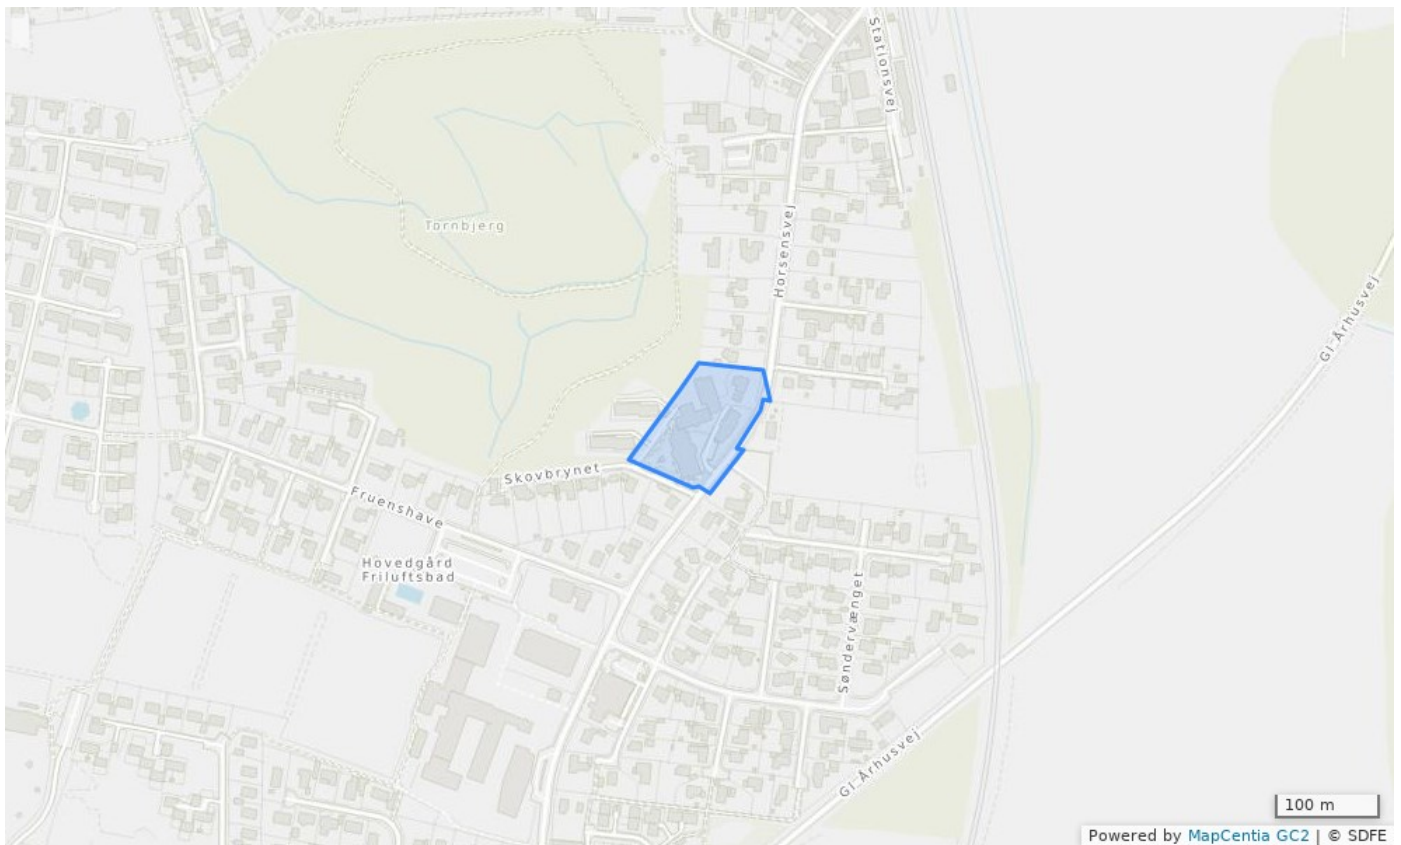 Stationsvej
Tornbjerg
Horsensvej
Gl Århusvej
Skovbrynet
Fruenshave
Hovedgård
Friluftsbad
Søndervænget
Gl Århusvej
100 m
Powered by MapCentia GC2 | © SDFE